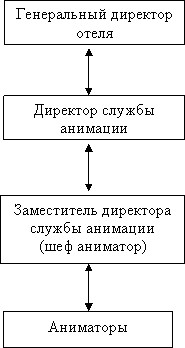 Генеральный директор
отеля
Директор службы
анимации
Заместитель директора
службы анимации
(шеф аниматор)
Аниматоры